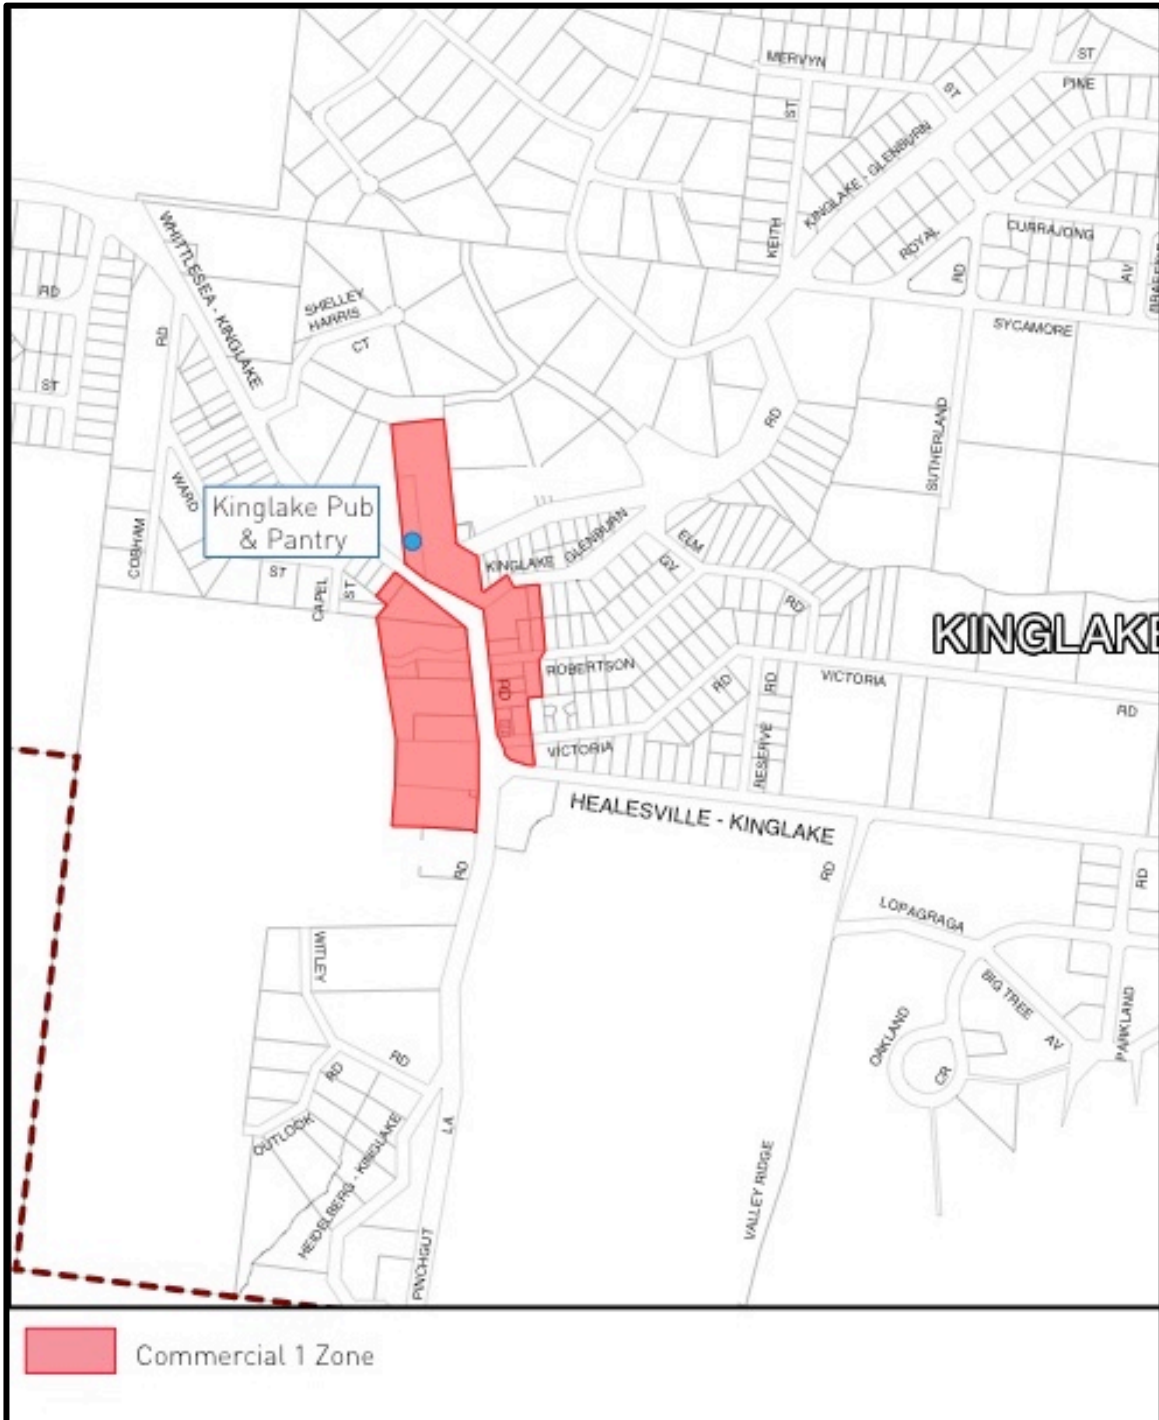 MERVYN
ST
ST
PINE
ST
KINGLAKE - GLENBURN
KEITH
ROYAL
RD
CURRAJONG
AV
SYCAMORE
WHITTLESEA - KINGLAKE
SHELLEY
HARRIS
CT
RD
RD
ST
RD
SUTHERLAND
WARD
COBHAM
Kinglake Pub
& Pantry
ST
CAPEL
ST
KINGLAKE
GLENBURN
ELM
GV
RD
KINGLAKE
ROBERTSON
RD
RD
RD
VICTORIA
RD
VICTORIA
RESERVE
HEALESVILLE - KINGLAKE
RD
RD
RD
LOPAGRAGA
WITLEY
BIG TREE
AV
PARKLAND
OAKLAND
CR
RD
RD
OUTLOOK
LA
HEIDELBERG - KINGLAKE
VALLEY RIDGE
PINCHGUT
Commercial 1 Zone